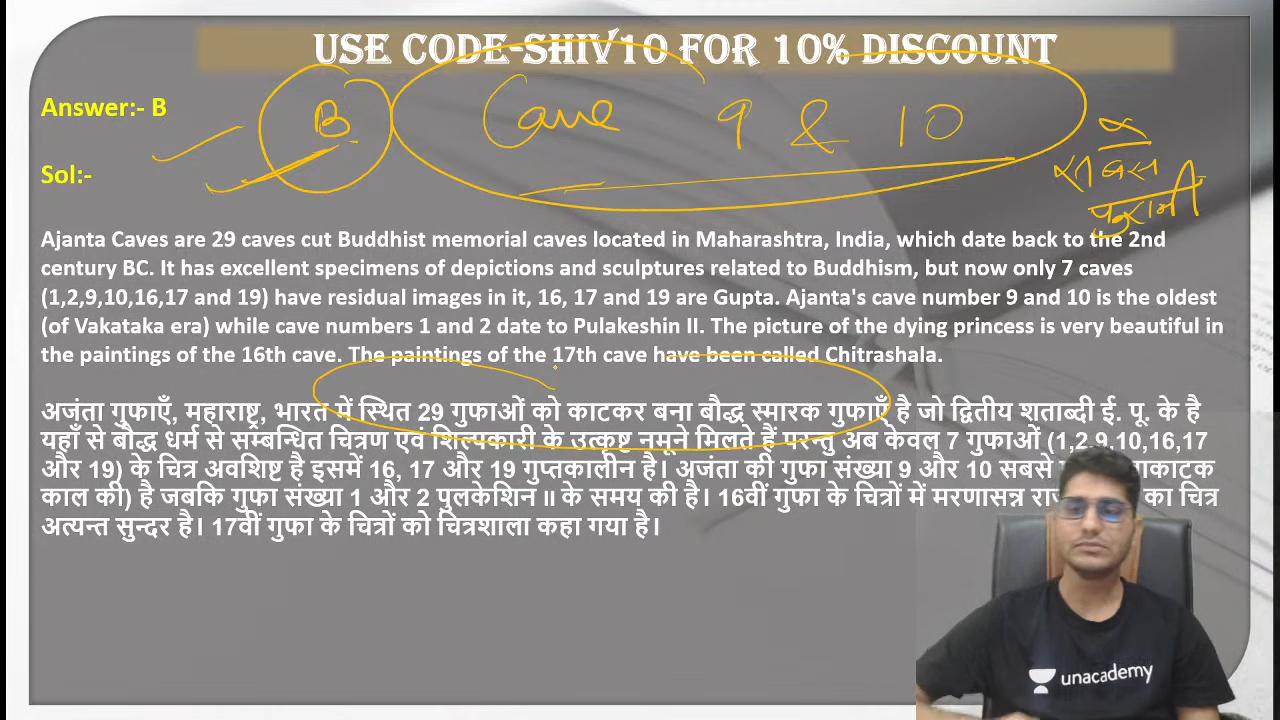 USE CODE-SHIV10 FOR 10% DISCOUNT
Answer:- B
B
Cave 9 & 10
Sol:-
Ajanta Caves are 29 caves cut Buddhist memorial caves located in Maharashtra, India, which date back to the 2nd
century BC. It has excellent specimens of depictions and sculptures related to Buddhism, but now only 7 caves
(1,2,9,10,16,17 and 19) have residual images in it, 16, 17 and 19 are Gupta. Ajanta's cave number 9 and 10 is the oldest
(of Vakataka era) while cave numbers 1 and 2 date to Pulakeshin II. The picture of the dying princess is very beautiful in
the paintings of the 16th cave. The paintings of the 17th cave have been called Chitrashala.
अजंता गुफाएँ, महाराष्ट्र, भारत में स्थित 29 गुफाओं को काटकर बना बौद्ध स्मारक गुफाएँ है जो द्वितीय शताब्दी ई. पू. के है
यहाँ से बौद्ध धर्म से सम्बन्धित चित्रण एवं शिल्पकारी के उत्कृष्ट नमूने मिलते हैं परन्तु अब केवल 7 गुफाओं (1,2,9,10,16,17
और 19) के चित्र अवशिष्ट है इसमें 16, 17 और 19 गुप्तकालीन है। अजंता की गुफा संख्या 9 और 10 सबसे
काल की) है जबकि गुफा संख्या 1 और 2 पुलकेशिन II के समय की है। 16वीं गुफा के चित्रों में मरणासन्न का चित्र
अत्यन्त सुन्दर है। 17वीं गुफा के चित्रों को चित्रशाला कहा गया है।
unacademy